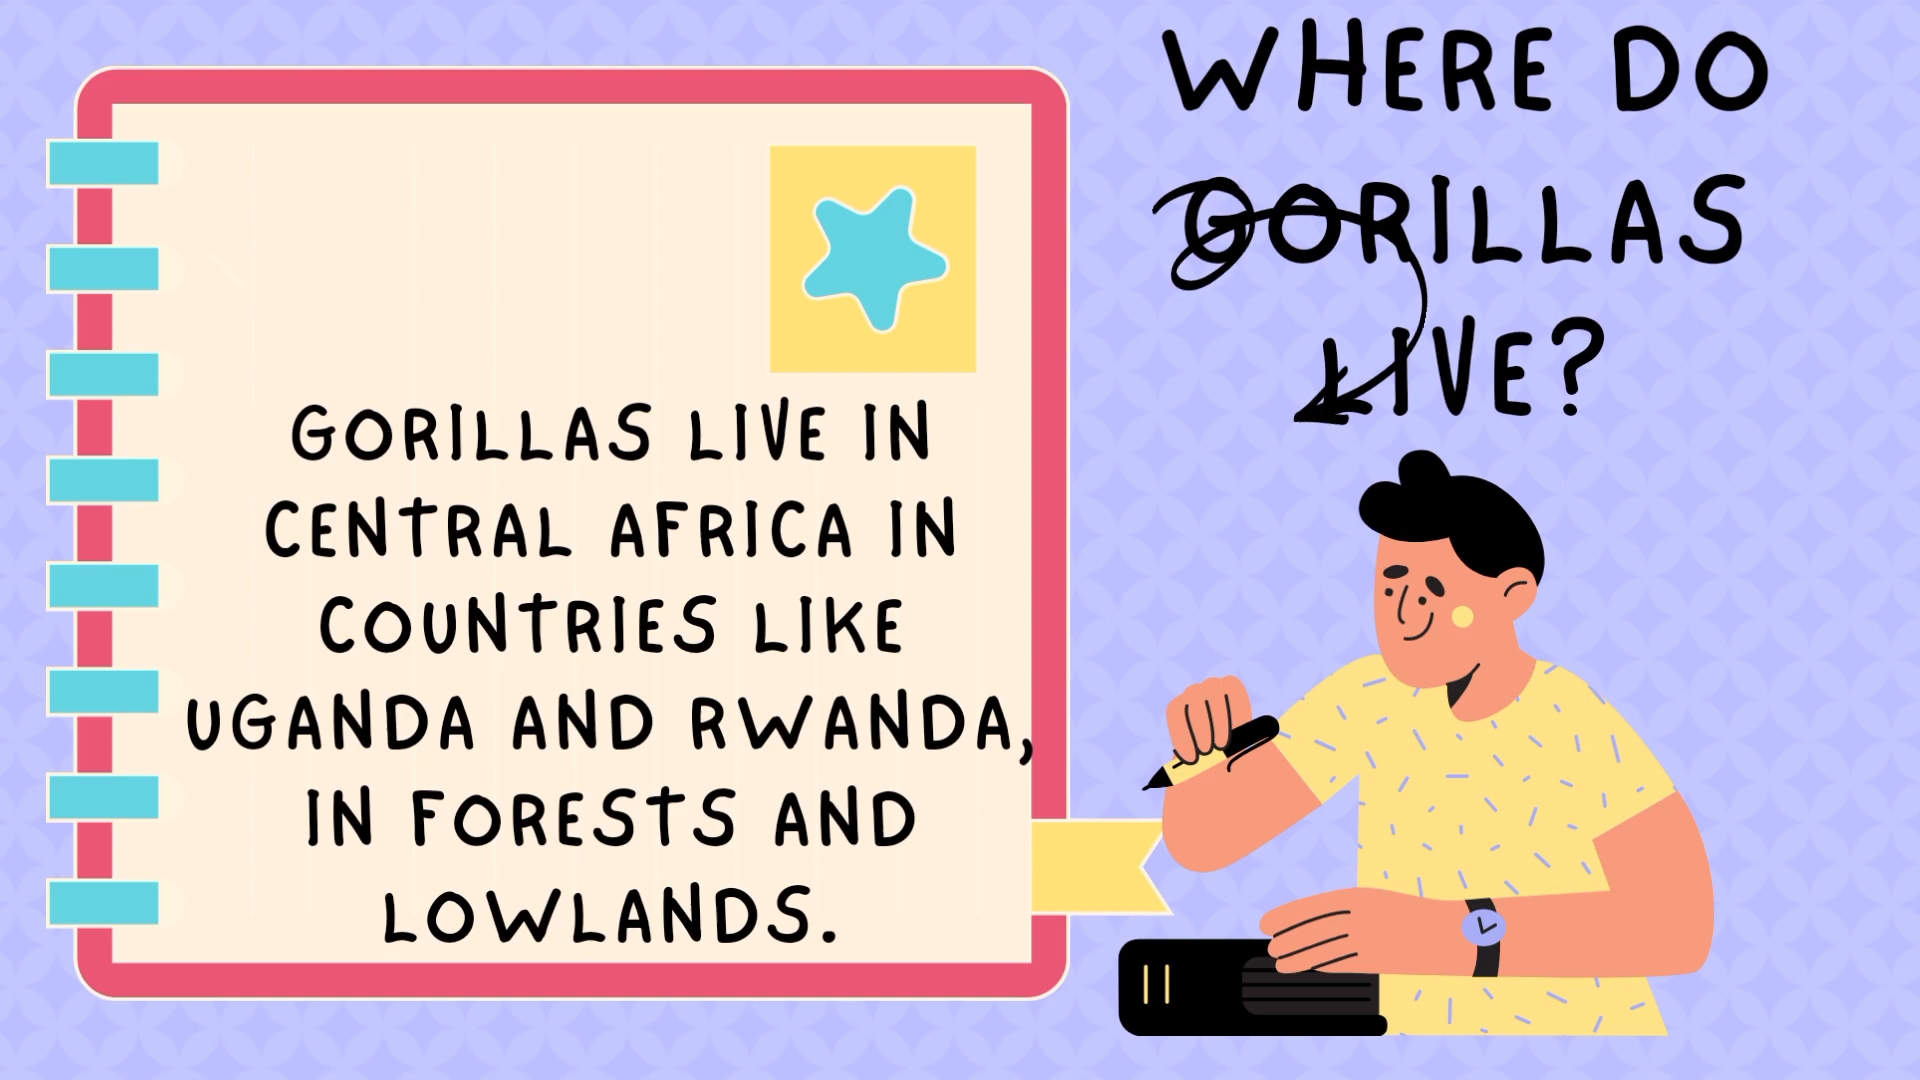 WHERE DO
GORILLAS
LIVE?
GORILLAS LIVE IN
CENTRAL AFRICA IN
COUNTRIES LIKE
UGANDA AND RWANDA,
IN FORESTS AND
LOWLANDS.